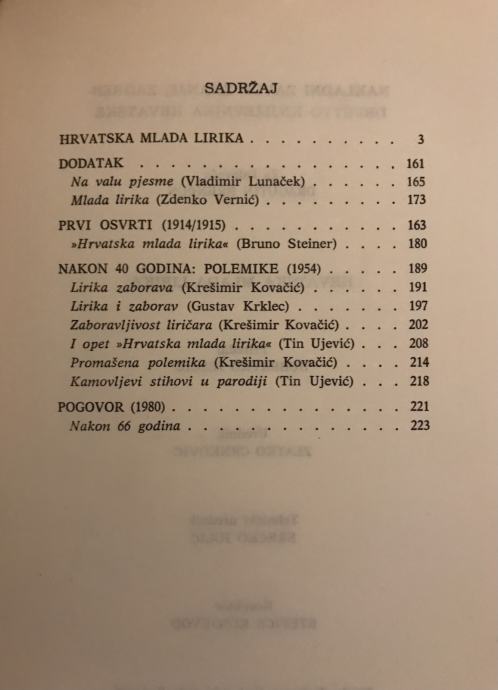 SADRŽAJ
HRVATSKA MLADA LIRIKA . . . . . . . . . . 3
DODATAK . . . . . . . . . . . . . . . . 161
Na valu pjesme (Vladimir Lunaček) . . . . . . 165
Mlada lirika (Zdenko Vernić) . . . . . . . . . 173
PRVI OSVRTI (1914/1915) . . . . . . . . . . . 163
»Hrvatska mlada lirika« (Bruno Steiner) . . . . 180
NAKON 40 GODINA: POLEMIKE (1954) . . . . . 189
Lirika zaborava (Krešimir Kovačić) . . . . . . 191
Lirika i zaborav (Gustav Krklec) . . . . . . . 197
Zaboravljivost liričara (Krešimir Kovačić) . . . . 202
I opet »Hrvatska mlada lirika« (Tin Ujević) . . . 208
Promašena polemika (Krešimir Kovačić) . . . . 214
Kamovljevi stihovi u parodiji (Tin Ujević) . . . 218
POGOVOR (1980) . . . . . . . . . . . . . . 221
Nakon 66 godina . . . . . . . . . . . . . 223